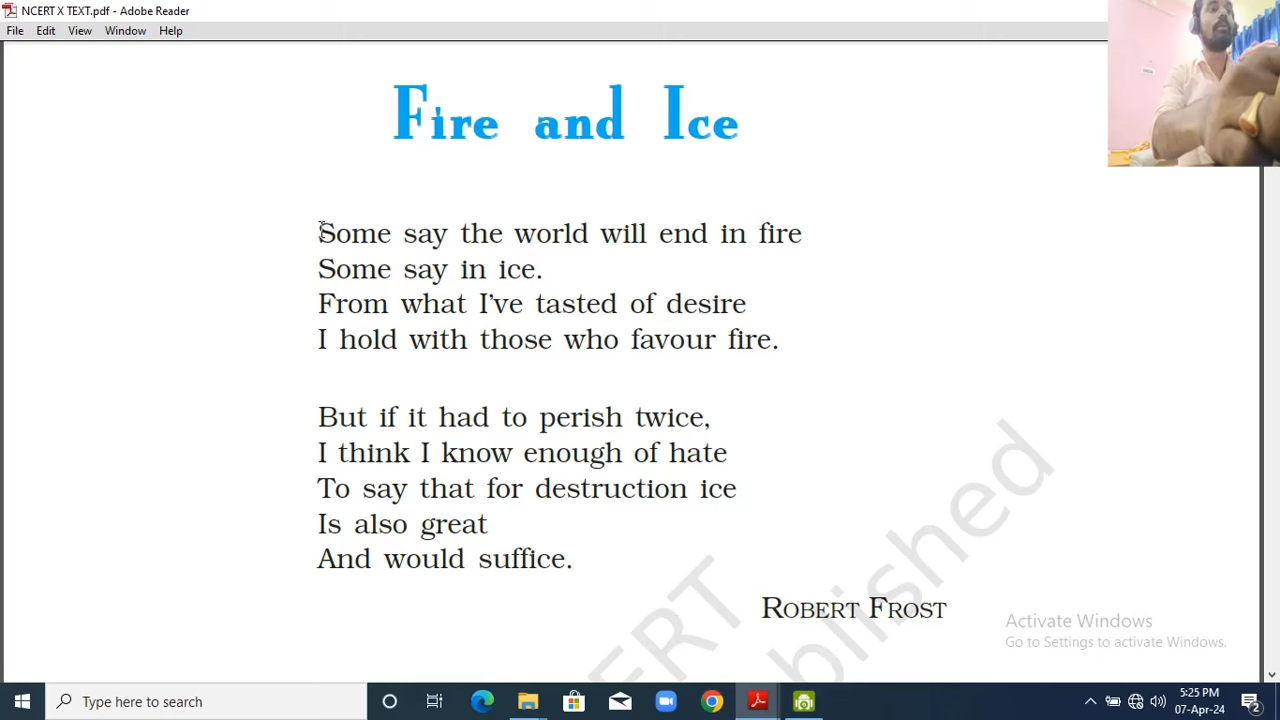 NCERT X TEXT.pdf - Adobe Reader
File Edit View Window Help
Fire and Ice
Some say the world will end in fire
Some say in ice.
From what I've tasted of desire
I hold with those who favour fire.
But if it had to perish twice,
I think I know enough of hate
To say that for destruction ice
Is also great
And would suffice.
ROBERT FROST
ERT
blished
Activate Windows
Go to Settings to activate Windows.
Type here to search
5:25 PM
07-Apr-24
2